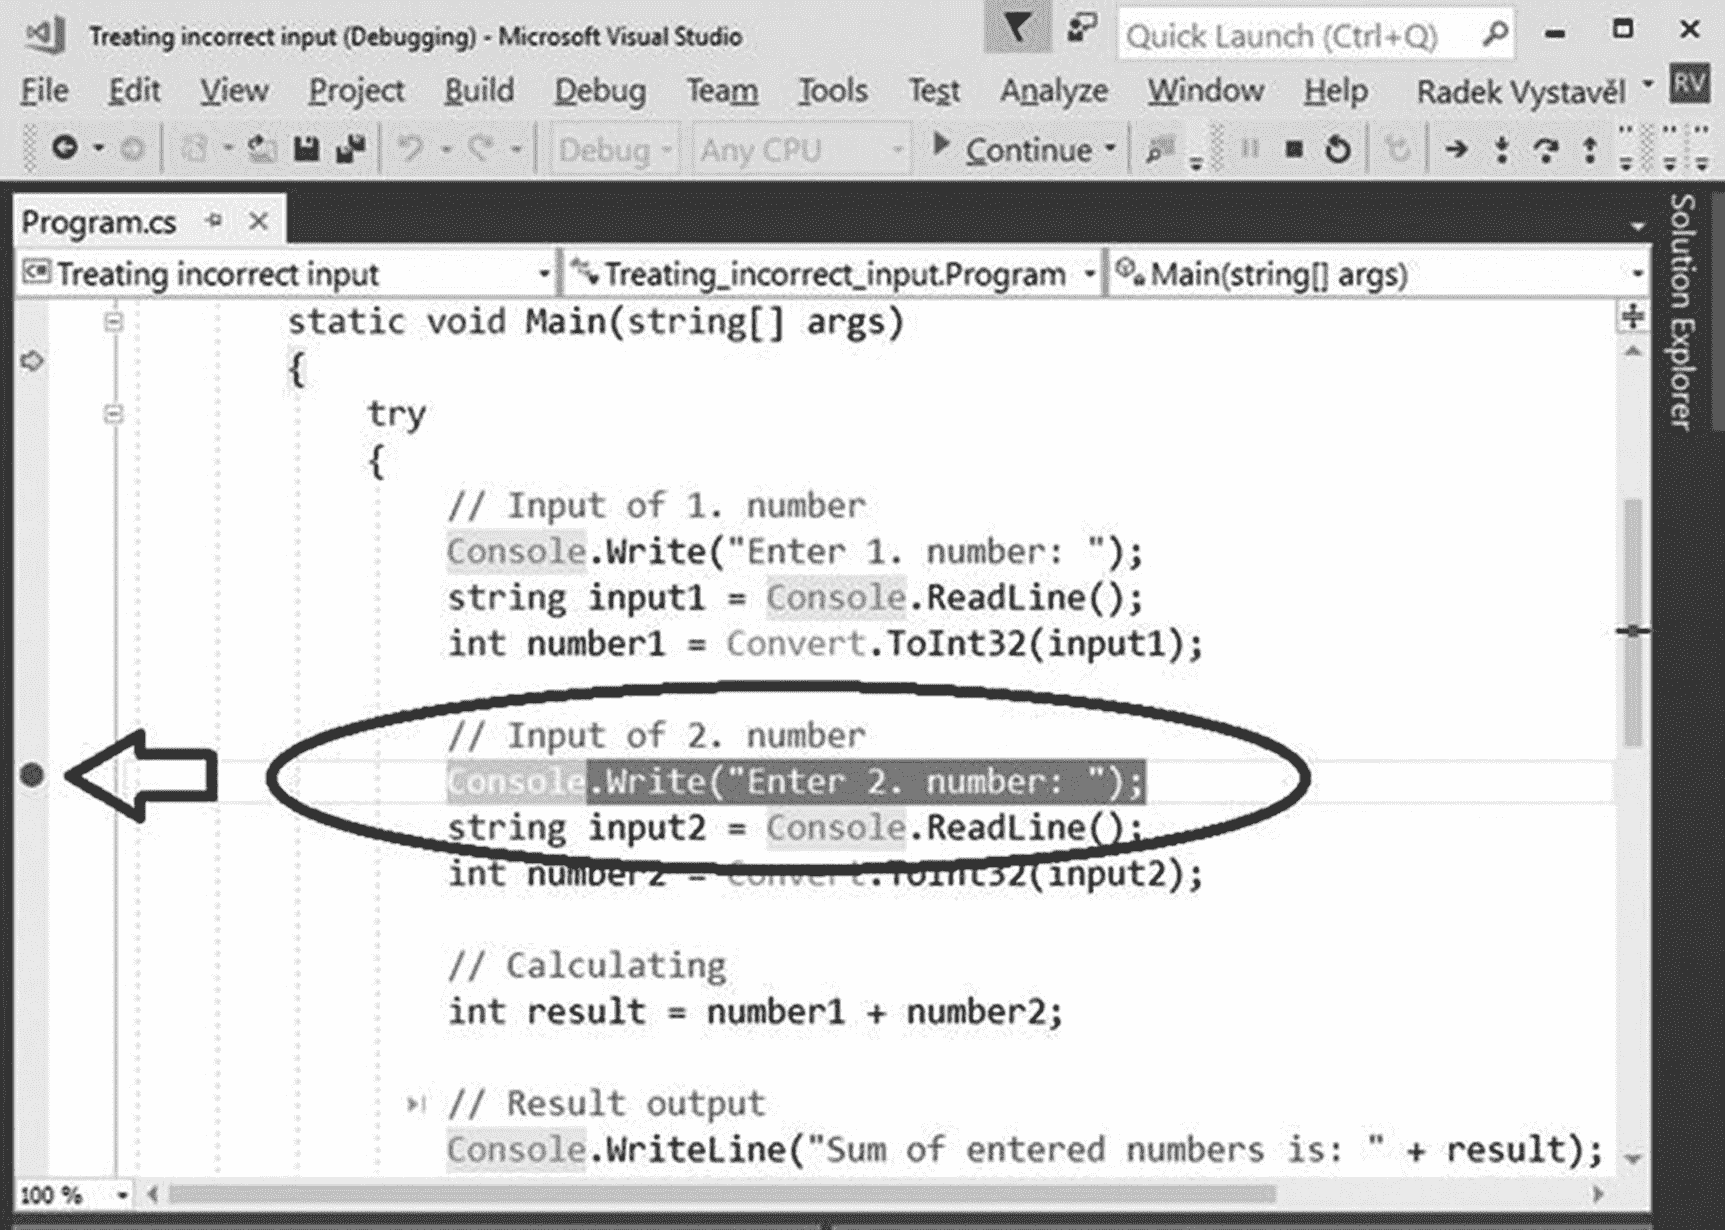 Treating incorrect input (Debugging) - Microsoft Visual Studio
Quick Launch (Ctrl+Q)
File Edit View Project Build Debug Team Tools Test Analyze Window Help Radek Vystavěl RV
Debug Any CPU Continue
Program.cs
Solution Explorer
C# Treating incorrect input Treating_incorrect_input.Program Main(string[] args)
static void Main(string[] args)
{
try
{
// Input of 1. number
Console.Write("Enter 1. number: ");
string input1 = Console.ReadLine();
int number1 = Convert.ToInt32(input1);
// Input of 2. number
Console.Write("Enter 2. number: ");
string input2 = Console.ReadLine();
int number2 = Convert.ToInt32(input2);
// Calculating
int result = number1 + number2;
// Result output
Console.WriteLine("Sum of entered numbers is: " + result);
100 %